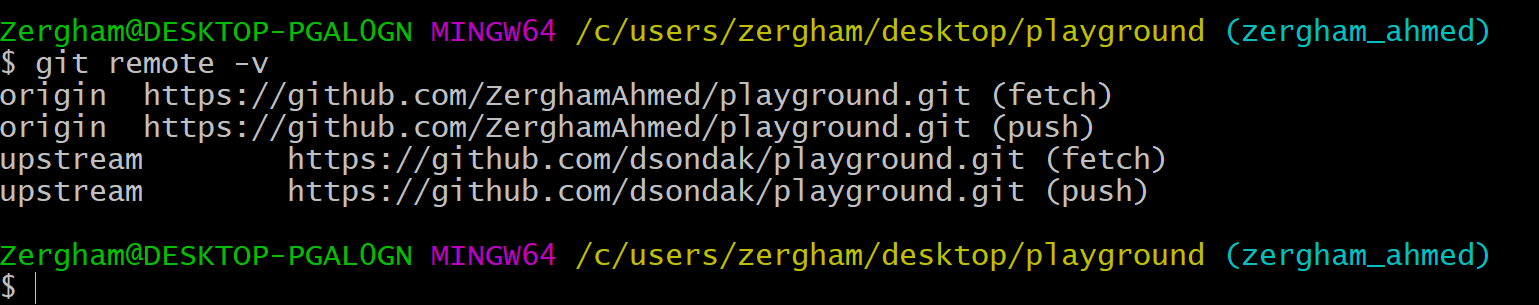 Zergham@DESKTOP-PGALOGN MINGW64 /c/users/zergham/desktop/playground (zergham_ahmed)
$ git remote -v
origin  https://github.com/ZerghamAhmed/playground.git (fetch)
origin  https://github.com/ZerghamAhmed/playground.git (push)
upstream        https://github.com/dsondak/playground.git (fetch)
upstream        https://github.com/dsondak/playground.git (push)
Zergham@DESKTOP-PGALOGN MINGW64 /c/users/zergham/desktop/playground (zergham_ahmed)
$